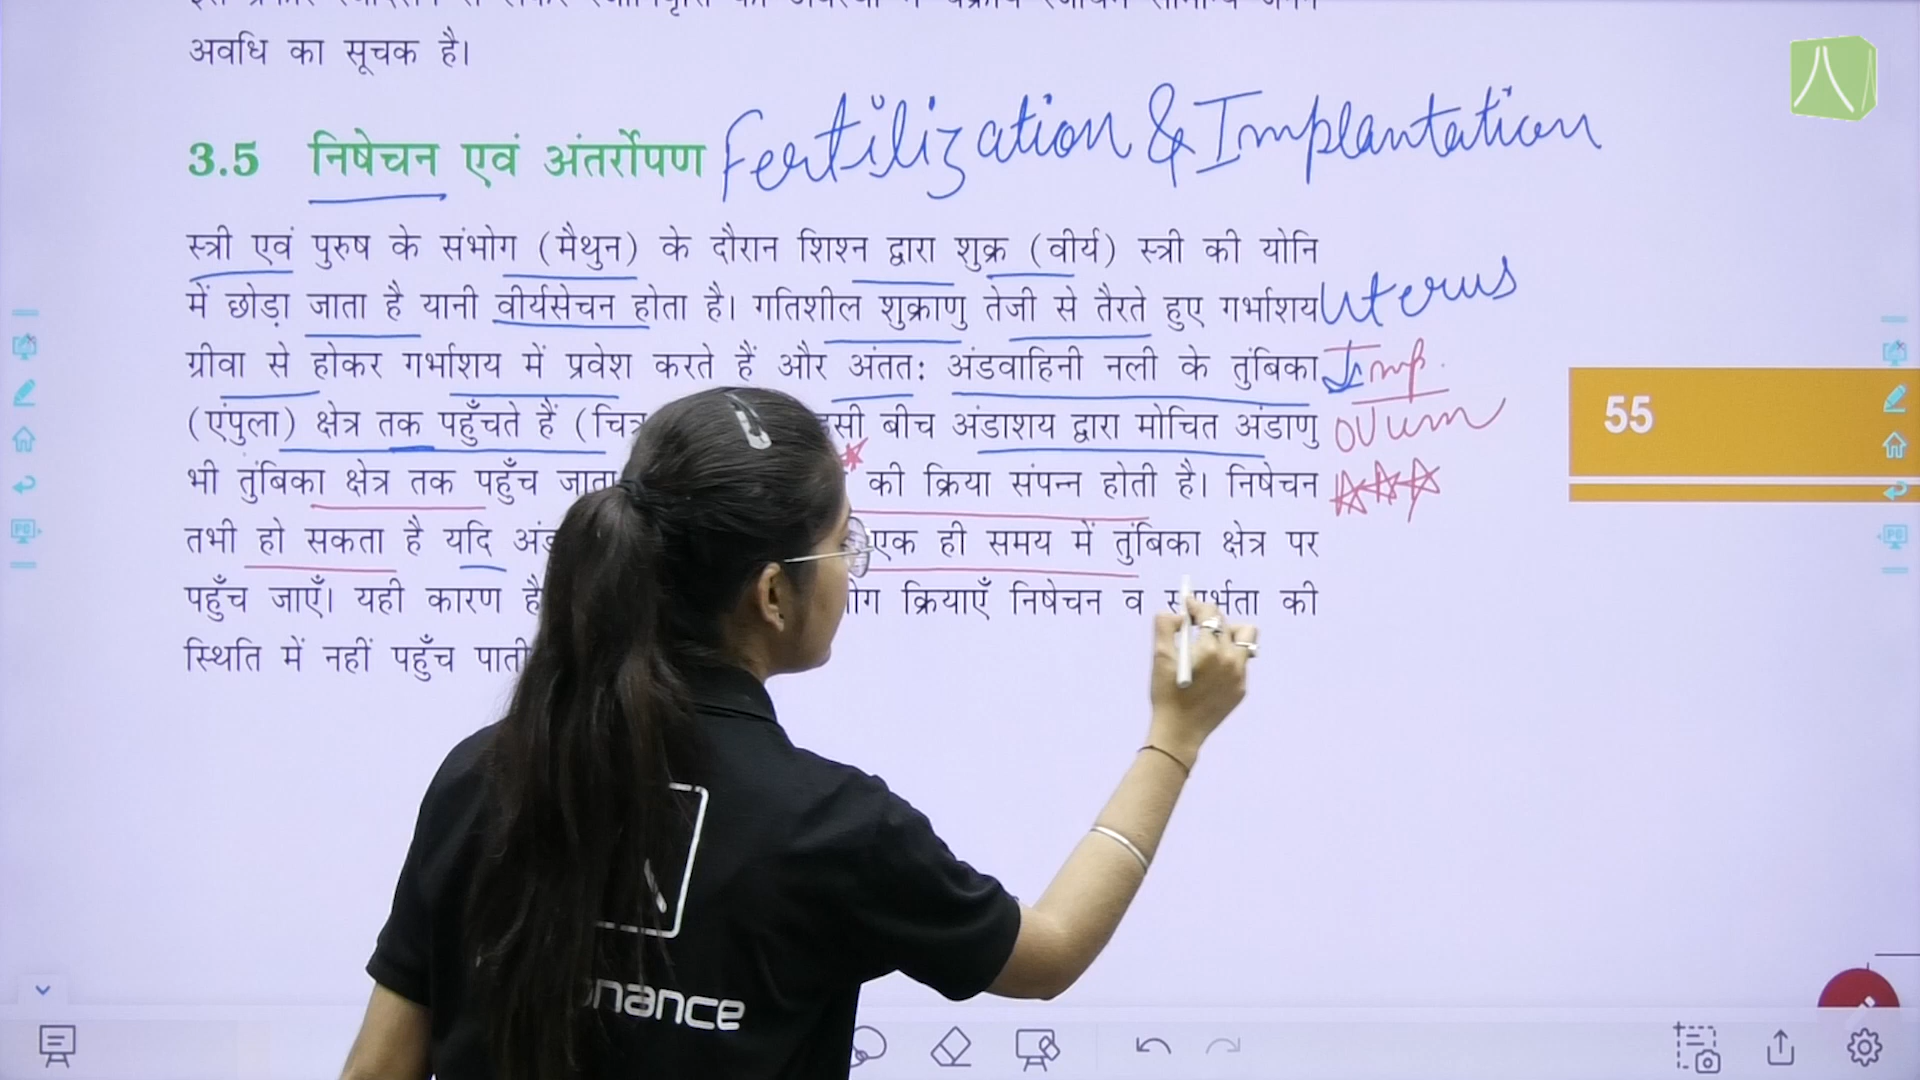 अवधि का सूचक है।
3.5 निषेचन एवं अंतर्रोपण Fertilization & Implantation
स्त्री एवं पुरुष के संभोग (मैथुन) के दौरान शिश्न द्वारा शुक्र (वीर्य) स्त्री की योनि
में छोड़ा जाता है यानी वीर्यसेचन होता है। गतिशील शुक्राणु तेजी से तैरते हुए गर्भाशय Uterus
ग्रीवा से होकर गर्भाशय में प्रवेश करते हैं और अंततः अंडवाहिनी नली के तुंबिका Imp.
(एंपुला) क्षेत्र तक पहुँचते हैं (चित्र बीच अंडाशय द्वारा मोचित अंडाणु ovum
भी तुंबिका क्षेत्र तक पहुँच जाता की क्रिया संपन्न होती है। निषेचन
तभी हो सकता है यदि एक ही समय में तुंबिका क्षेत्र पर
पहुँच जाएँ। यही कारण क्रियाएँ निषेचन व की
स्थिति में नहीं पहुँच
55